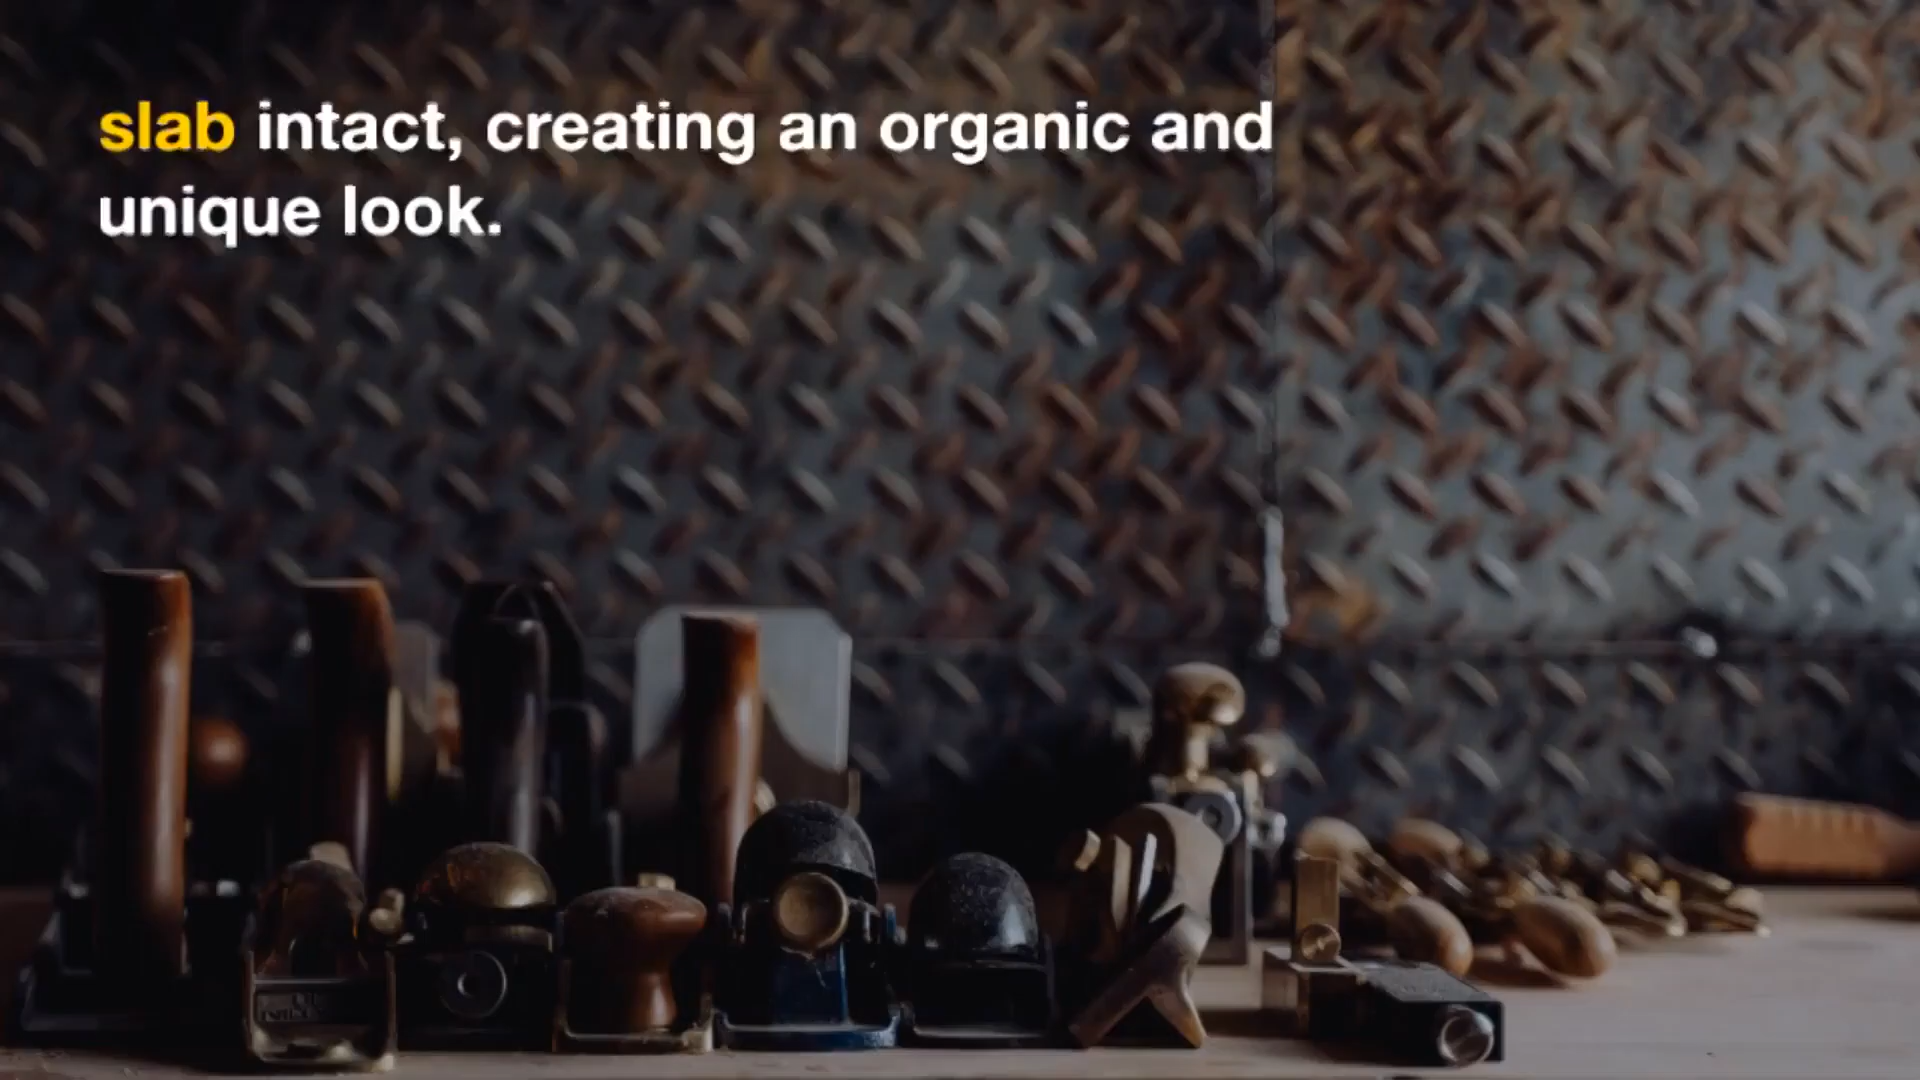 slab intact, creating an organic and
unique look.